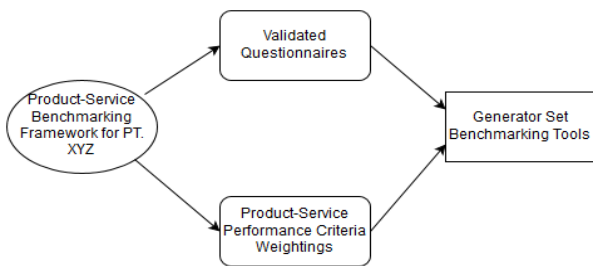 Validated
Questionnaires
Product-Service
Benchmarking
Framework for PT.
XYZ
Generator Set
Benchmarking Tools
Product-Service
Performance Criteria
Weightings